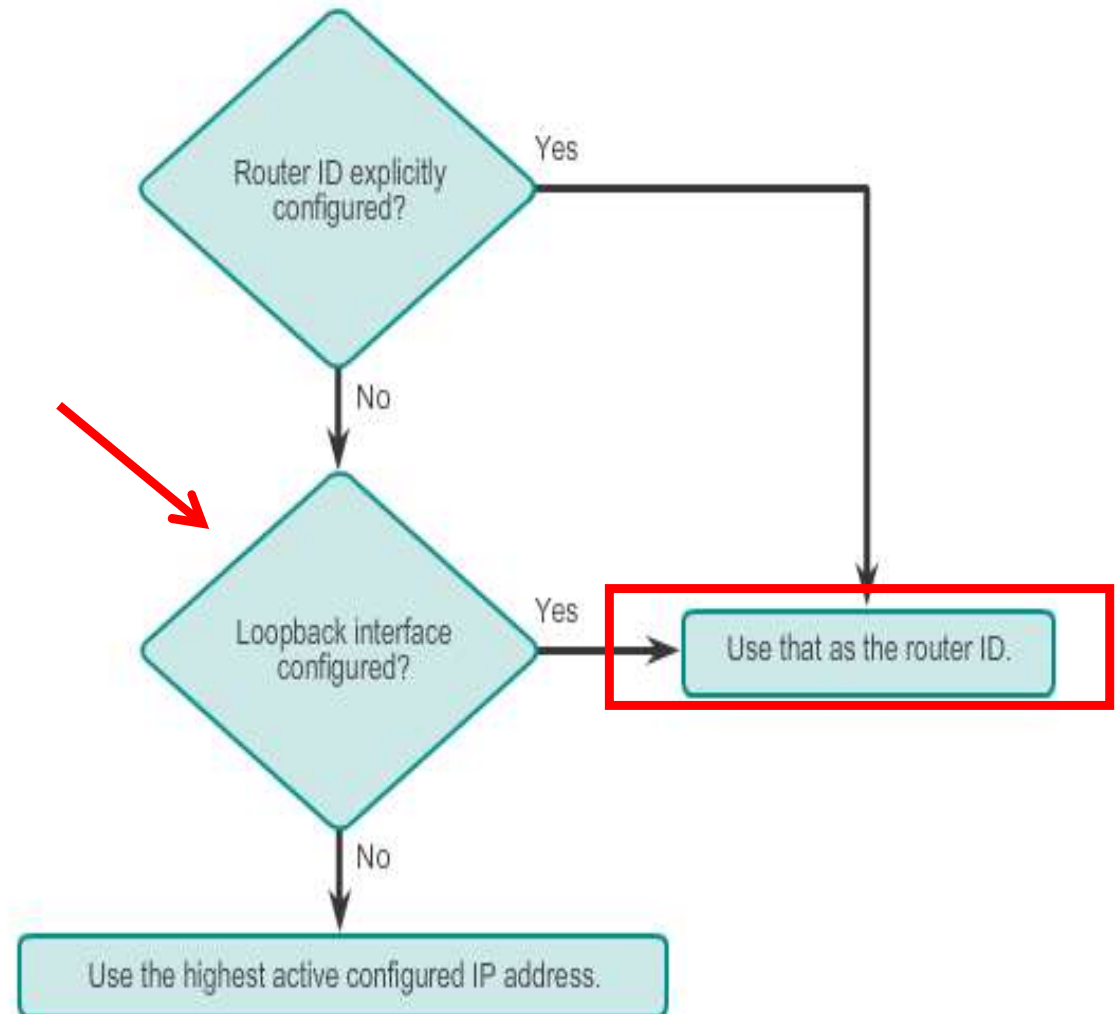 Router ID explicitly
configured?
Yes
No
Loopback interface
configured?
Yes
Use that as the router ID.
No
Use the highest active configured IP address.